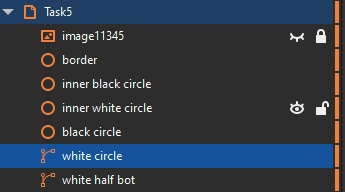 Task5
image11345
border
inner black circle
inner white circle
black circle
white circle
white half bot